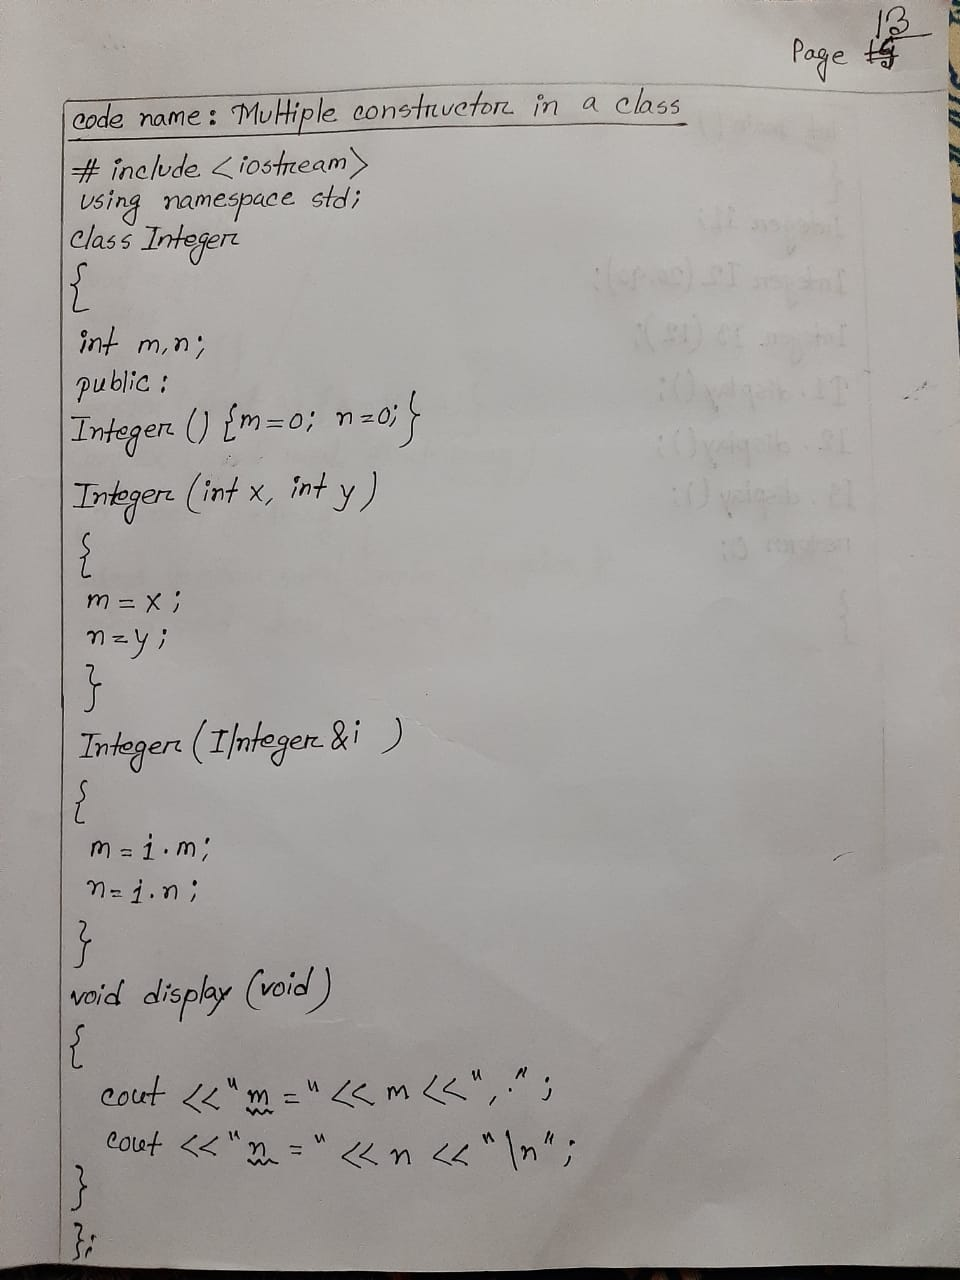 13
Page
code name: Multiple constructor in a class
# include <iostream>
using namespace std;
class Integer
{
int m,n;
public:
Integer () {m=0; n=0;}
Integer (int x, int y)
{
m=x;
n=y;
}
Integer (I/nteger &i )
{
m=i.m;
n=i.n;
}
void display (void)
{
cout <<"m =" << m <<", .";
cout <<"n =" << n << "\n";
}
};